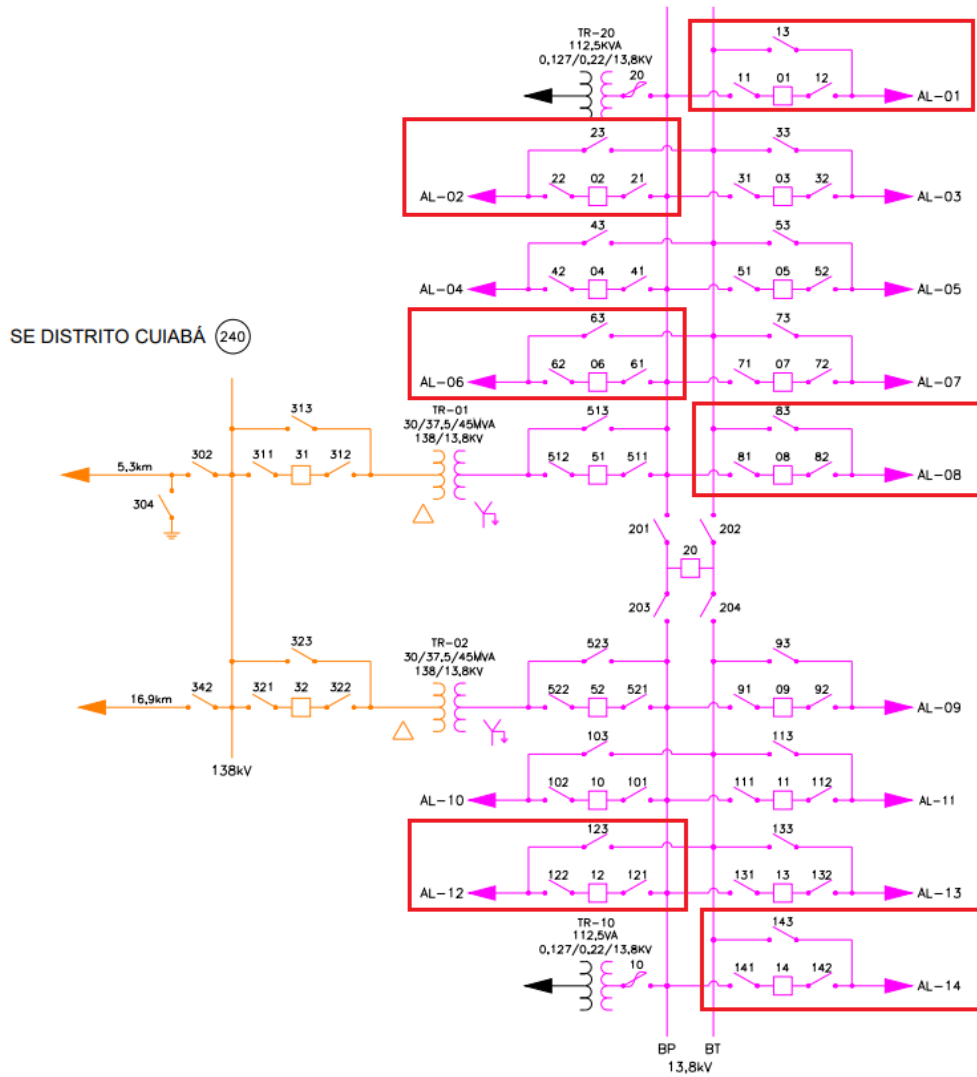 TR-20
112,5KVA
0,127/0,22/13,8KV
20
13
11 01 12
AL-01
23
22 02 21
AL-02
33
31 03 32
AL-03
43
42 04 41
AL-04
53
51 05 52
AL-05
63
62 06 61
AL-06
73
71 07 72
AL-07
SE DISTRITO CUIABÁ 240
313
302 311 31 312
5,3km
304
TR-01
30/37,5/45MVA
138/13,8KV
513
512 51 511
83
81 08 82
AL-08
201 202
20
203 204
323
342 321 32 322
16,9km
138kV
TR-02
30/37,5/45MVA
138/13,8KV
523
522 52 521
93
91 09 92
AL-09
103
102 10 101
AL-10
113
111 11 112
AL-11
123
122 12 121
AL-12
133
131 13 132
AL-13
TR-10
112,5VA
0,127/0,22/13,8KV
10
143
141 14 142
AL-14
BP BT
13,8kV